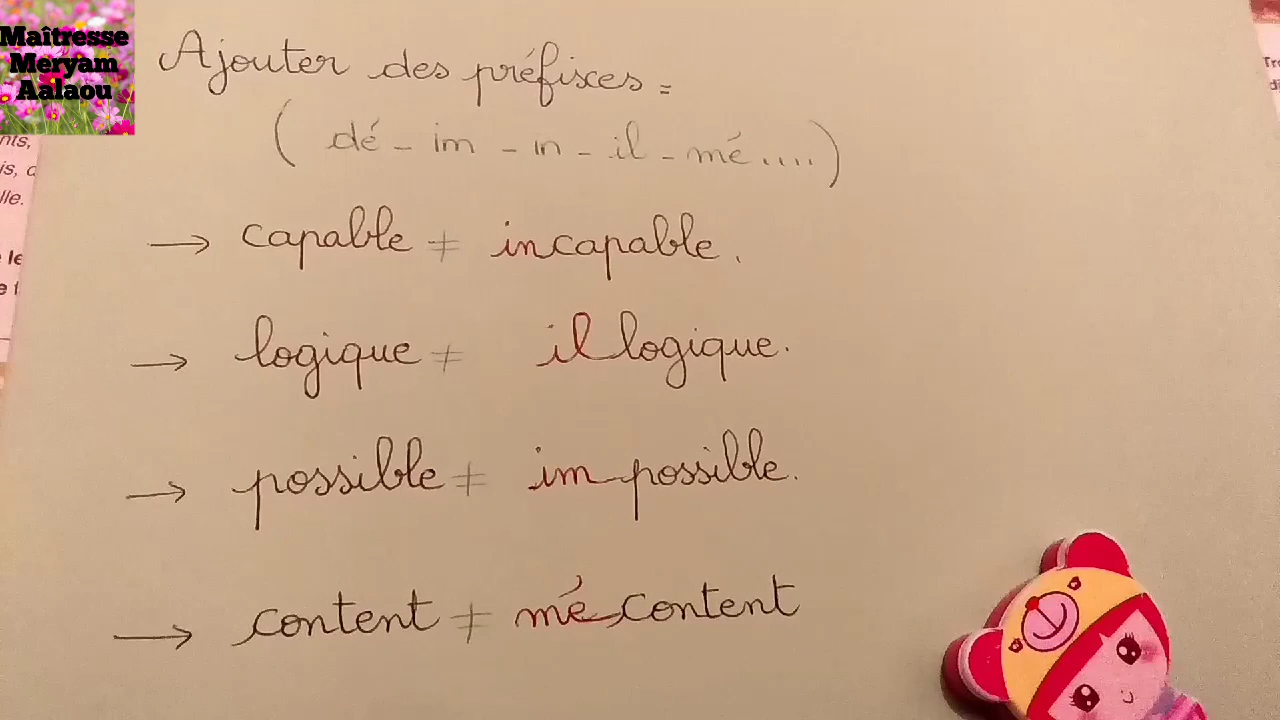 Maîtresse
Meryam
Aalaou
Ajouter des préfixes =
( dé - im - in - il - mé.... )
→ capable ≠ incapable.
→ logique ≠ illogique.
→ possible ≠ impossible.
→ content ≠ mécontent